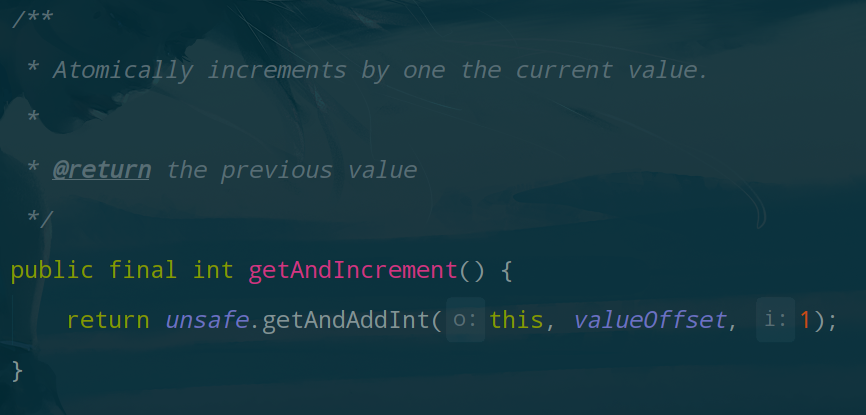 /**
* Atomically increments by one the current value.
*
* @return the previous value
*/
public final int getAndIncrement() {
return unsafe.getAndAddInt( o: this, valueOffset, i: 1);
}